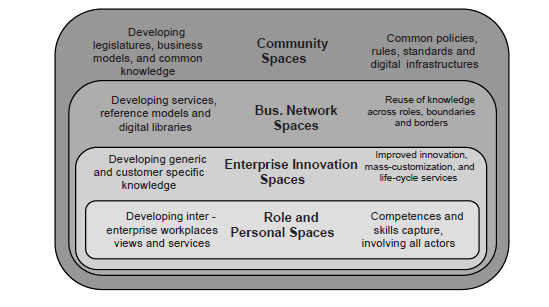 Developing
legislatures, business
models, and common
knowledge
Community
Spaces
Common policies,
rules, standards and
digital infrastructures
Developing services,
reference models and
digital libraries
Bus. Network
Spaces
Reuse of knowledge
across roles, boundaries
and borders
Developing generic
and customer specific
knowledge
Enterprise Innovation
Spaces
Improved innovation,
mass-customization, and
life-cycle services
Developing inter -
enterprise workplaces
views and services
Role and
Personal Spaces
Competences and
skills capture,
involving all actors